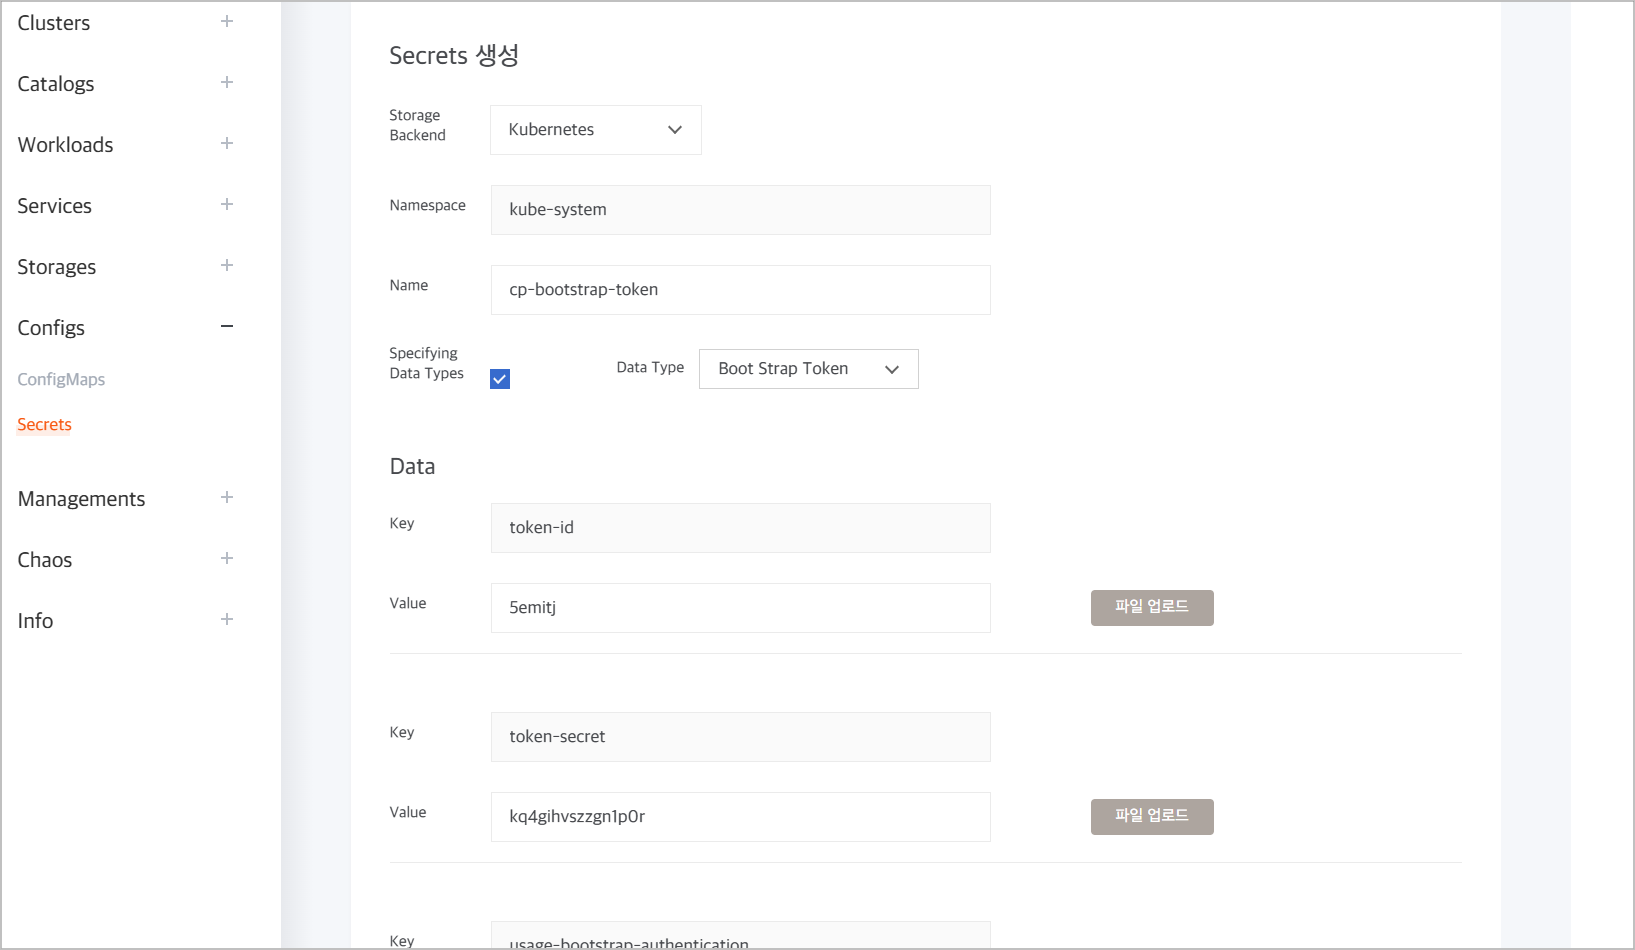 Clusters
Catalogs
Workloads
Services
Storages
Configs
ConfigMaps
Secrets
Managements
Chaos
Info
Secrets 생성
Storage
Backend
Kubernetes
Namespace
kube-system
Name
cp-bootstrap-token
Specifying
Data Types
Data Type
Boot Strap Token
Data
Key
token-id
Value
5emitj
파일 업로드
Key
token-secret
Value
kq4gihvszzgn1p0r
파일 업로드
Key
usage-bootstrap-authentication